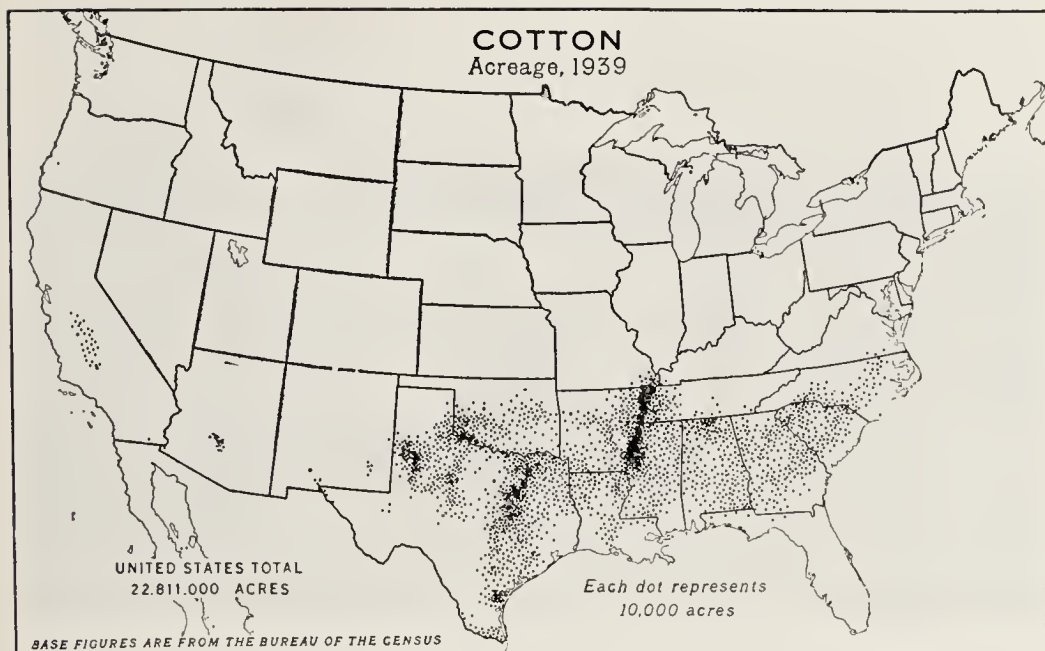 COTTON
Acreage, 1939
UNITED STATES TOTAL
22.811.000 ACRES
Each dot represents
10,000 acres
BASE FIGURES ARE FROM THE BUREAU OF THE CENSUS